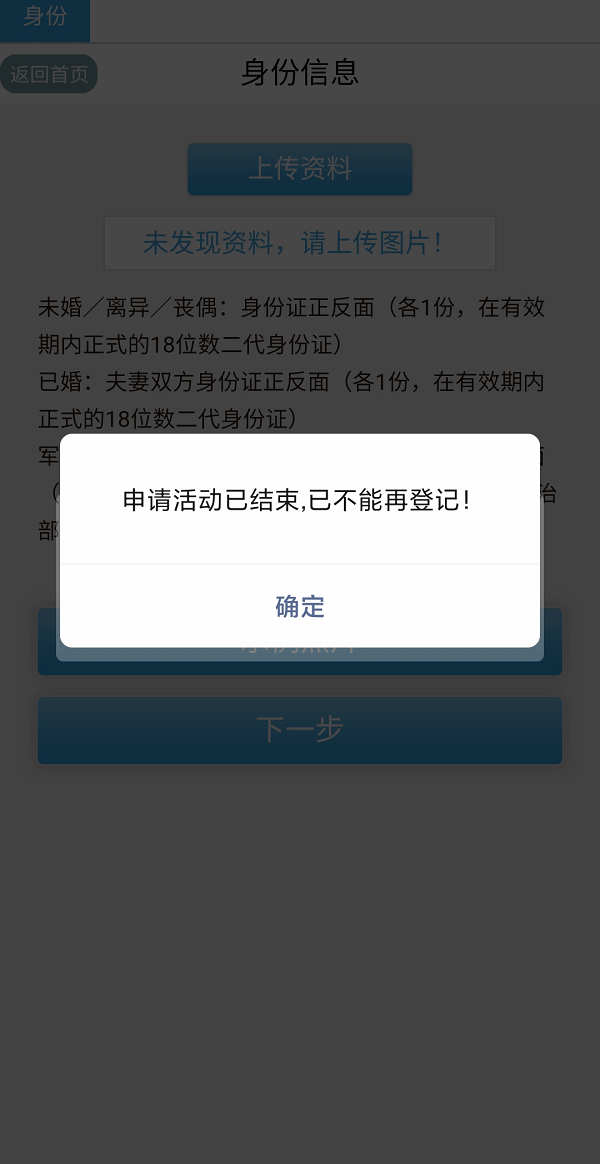 身份
返回首页
身份信息
上传资料
未发现资料，请上传图片！
未婚／离异／丧偶：身份证正反面（各1份，在有效
期内正式的18位数二代身份证）
已婚：夫妻双方身份证正反面（各1份，在有效期内
正式的18位数二代身份证）
军
（
治
部
申请活动已结束,已不能再登记！
确定
下一步